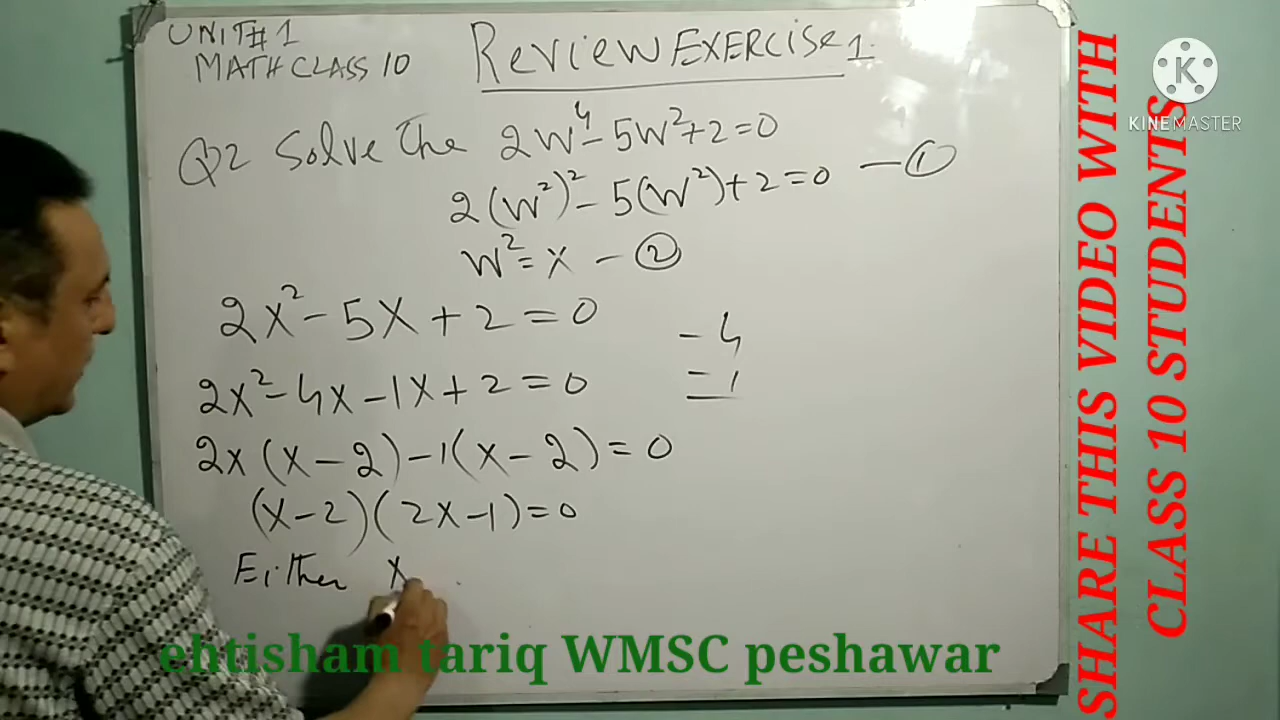 UNIT#1
MATH CLASS 10
Review EXERCISE 1.
Q2 Solve the 2w⁴-5w²+2=0
2(w²)²-5(w²)+2=0 -①
w²=x -②
2x²-5x+2=0
-4
-1
2x²-4x-1x+2=0
2x(x-2)-1(x-2)=0
(x-2)(2x-1)=0
Either x
ehtisham tariq WMSC peshawar
SHARE THIS VIDEO WITH
CLASS 10 STUDENTS
K
KINEMASTER